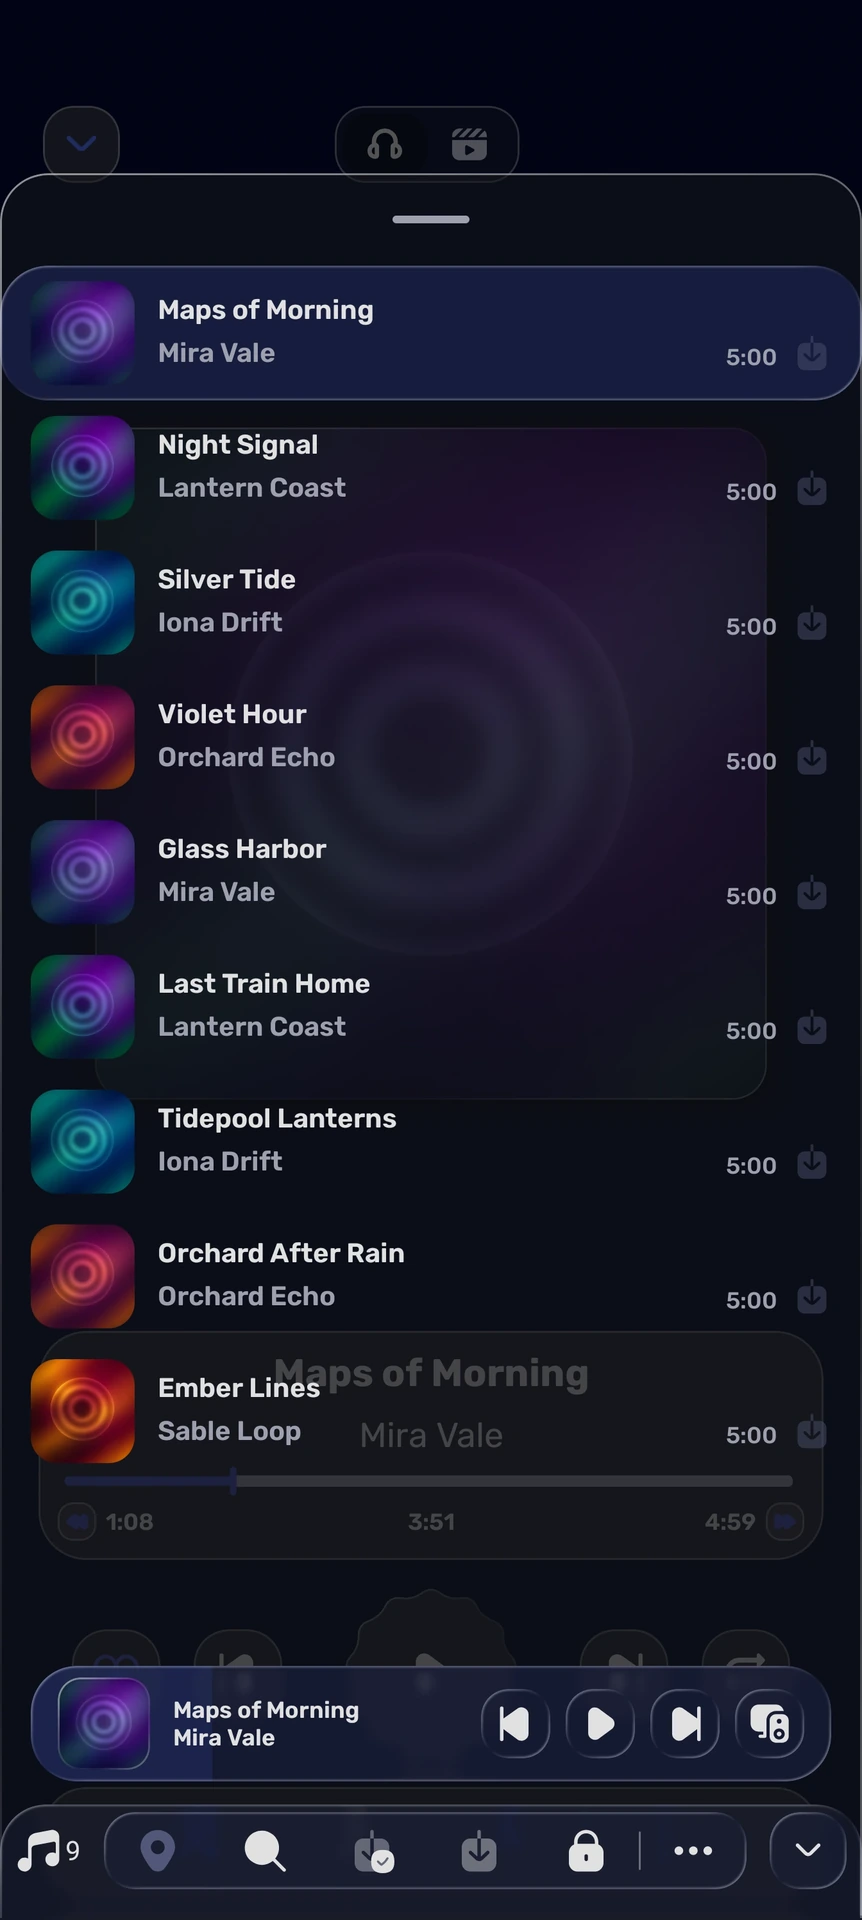 Maps of Morning
Mira Vale
5:00
Night Signal
Lantern Coast
5:00
Silver Tide
Iona Drift
5:00
Violet Hour
Orchard Echo
5:00
Glass Harbor
Mira Vale
5:00
Last Train Home
Lantern Coast
5:00
Tidepool Lanterns
Iona Drift
5:00
Orchard After Rain
Orchard Echo
5:00
Maps of Morning
Ember Lines
Sable Loop
Mira Vale
5:00
1:08 3:51 4:59
Maps of Morning
Mira Vale
9